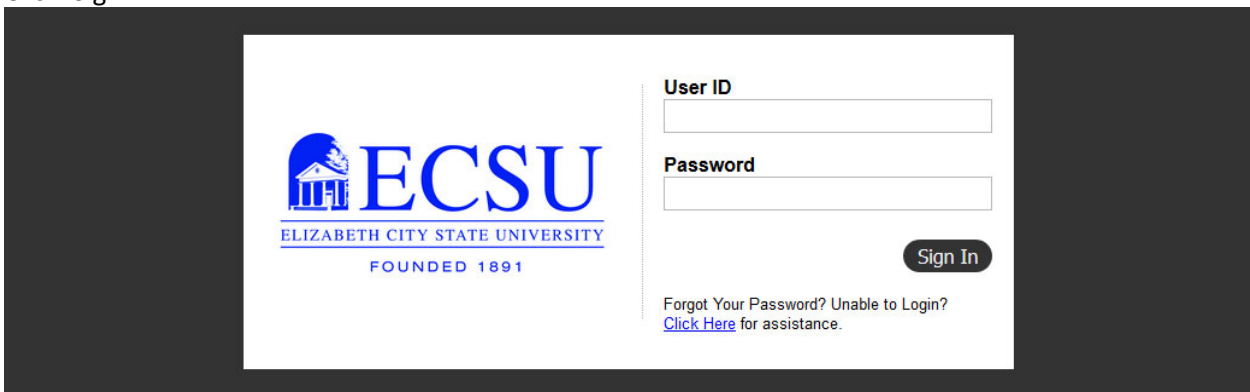 User ID
Password
ECSU
ELIZABETH CITY STATE UNIVERSITY
FOUNDED 1891
Sign In
Forgot Your Password? Unable to Login?
Click Here for assistance.